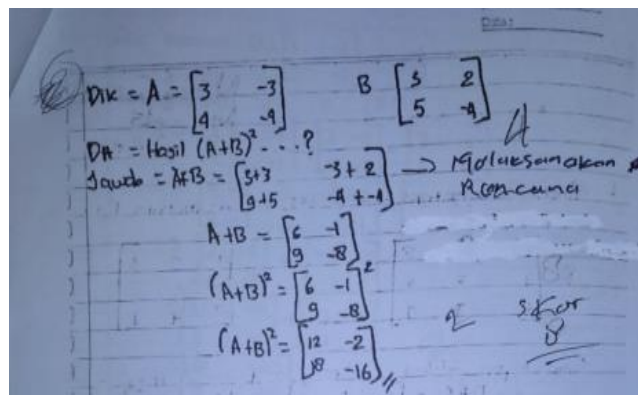 Date:
Dik = A = [3 -3; 4 -4] B [3 2; 5 -4]
Dit = Hasil (A+B)² ...?
4
Jawab = A+B = [3+3 -3+2; 4+5 -4+-4] → Melaksanakan
Rencana
A+B = [6 -1; 9 -8]
(A+B)² = [6 -1; 9 -8]²
(A+B)² = [12 -2; 18 -16]
2 Skor
8